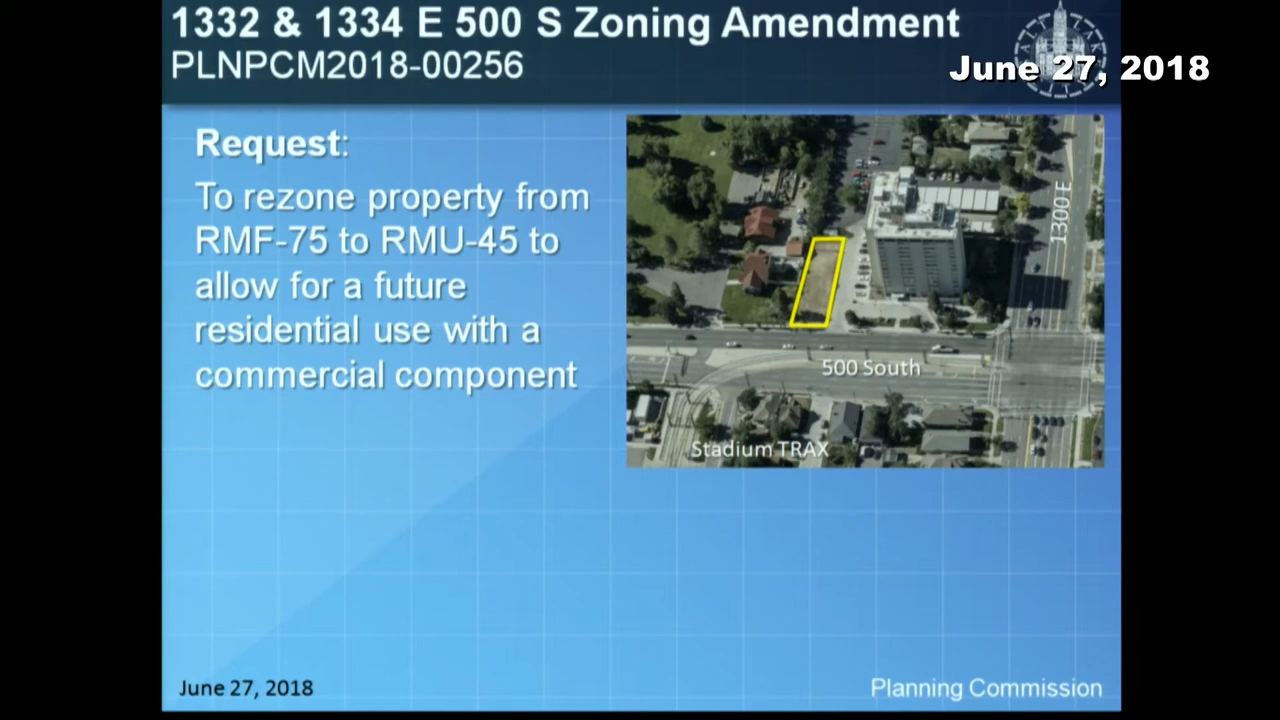 1332 & 1334 E 500 S Zoning Amendment
PLNPCM2018-00256
June 27, 2018
Request:
To rezone property from
RMF-75 to RMU-45 to
allow for a future
residential use with a
commercial component
1300 E
500 South
Stadium TRAX
June 27, 2018
Planning Commission